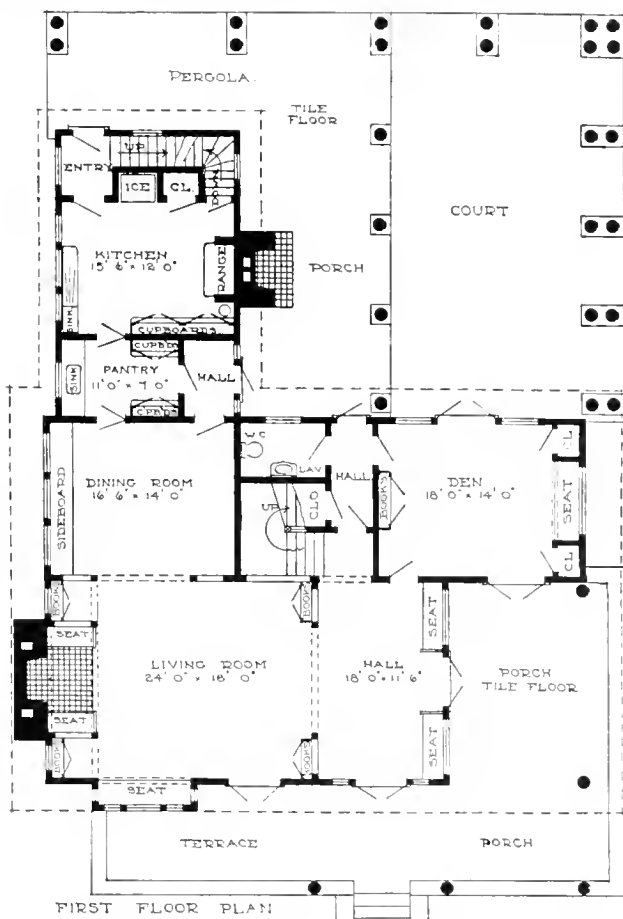 PERGOLA.
TILE
FLOOR
UP
ENTRY
ICE
CL.
DOWN
COURT
KITCHEN
15'6" x 12'0"
RANGE
PORCH
SINK
CUPBOARDS
CUPBDS
PANTRY
11'0" x 7'0"
SINK
HALL
CPBDS
W.C.
LAV.
HALL
DINING ROOM
16'6" x 14'0"
SIDEBOARD
UP
CLO
BOOKS
DEN
18'0" x 14'0"
CL
SEAT
CL
BOOKS
SEAT
BOOKS
SEAT
LIVING ROOM
24'0" x 18'0"
HALL
18'0" x 11'6"
PORCH
TILE FLOOR
SEAT
BOOKS
BOOKS
SEAT
SEAT
TERRACE
PORCH
FIRST FLOOR PLAN